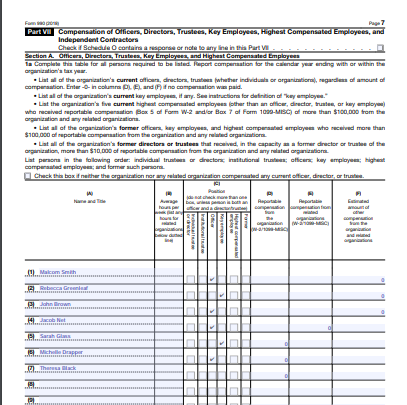 Form 990 (2018)
Page 7
Part VII Compensation of Officers, Directors, Trustees, Key Employees, Highest Compensated Employees, and
Independent Contractors
Check if Schedule O contains a response or note to any line in this Part VII
Section A. Officers, Directors, Trustees, Key Employees, and Highest Compensated Employees
1a Complete this table for all persons required to be listed. Report compensation for the calendar year ending with or within the
organization's tax year.
• List all of the organization's current officers, directors, trustees (whether individuals or organizations), regardless of amount of
compensation. Enter -0- in columns (D), (E), and (F) if no compensation was paid.
• List all of the organization's current key employees, if any. See instructions for definition of "key employee."
• List the organization's five current highest compensated employees (other than an officer, director, trustee, or key employee)
who received reportable compensation (Box 5 of Form W-2 and/or Box 7 of Form 1099-MISC) of more than $100,000 from the
organization and any related organizations.
• List all of the organization's former officers, key employees, and highest compensated employees who received more than
$100,000 of reportable compensation from the organization and any related organizations.
• List all of the organization's former directors or trustees that received, in the capacity as a former director or trustee of the
organization, more than $10,000 of reportable compensation from the organization and any related organizations.
List persons in the following order: individual trustees or directors; institutional trustees; officers; key employees; highest
compensated employees; and former such persons.
Check this box if neither the organization nor any related organization compensated any current officer, director, or trustee.
(A)
Name and Title
(B)
Average
hours per
week (list any
hours for
related
organizations
below dotted
line)
(C)
Position
(do not check more than one
box, unless person is both an
officer and a director/trustee)
Individual trustee
or director
Institutional trustee
Officer
Key employee
Highest compensated
employee
Former
(D)
Reportable
compensation
from
the
organization
(W-2/1099-MISC)
(E)
Reportable
compensation from
related
organizations
(W-2/1099-MISC)
(F)
Estimated
amount of
other
compensation
from the
organization
and related
organizations
(1) Malcom Smith
0
(2) Rebecca Greenleaf
0
(3) John Brown
0
(4) Jacob Net
0
(5) Sarah Glass
0
(6) Michelle Drapper
0
(7) Theresa Black
0
(8)
(9)